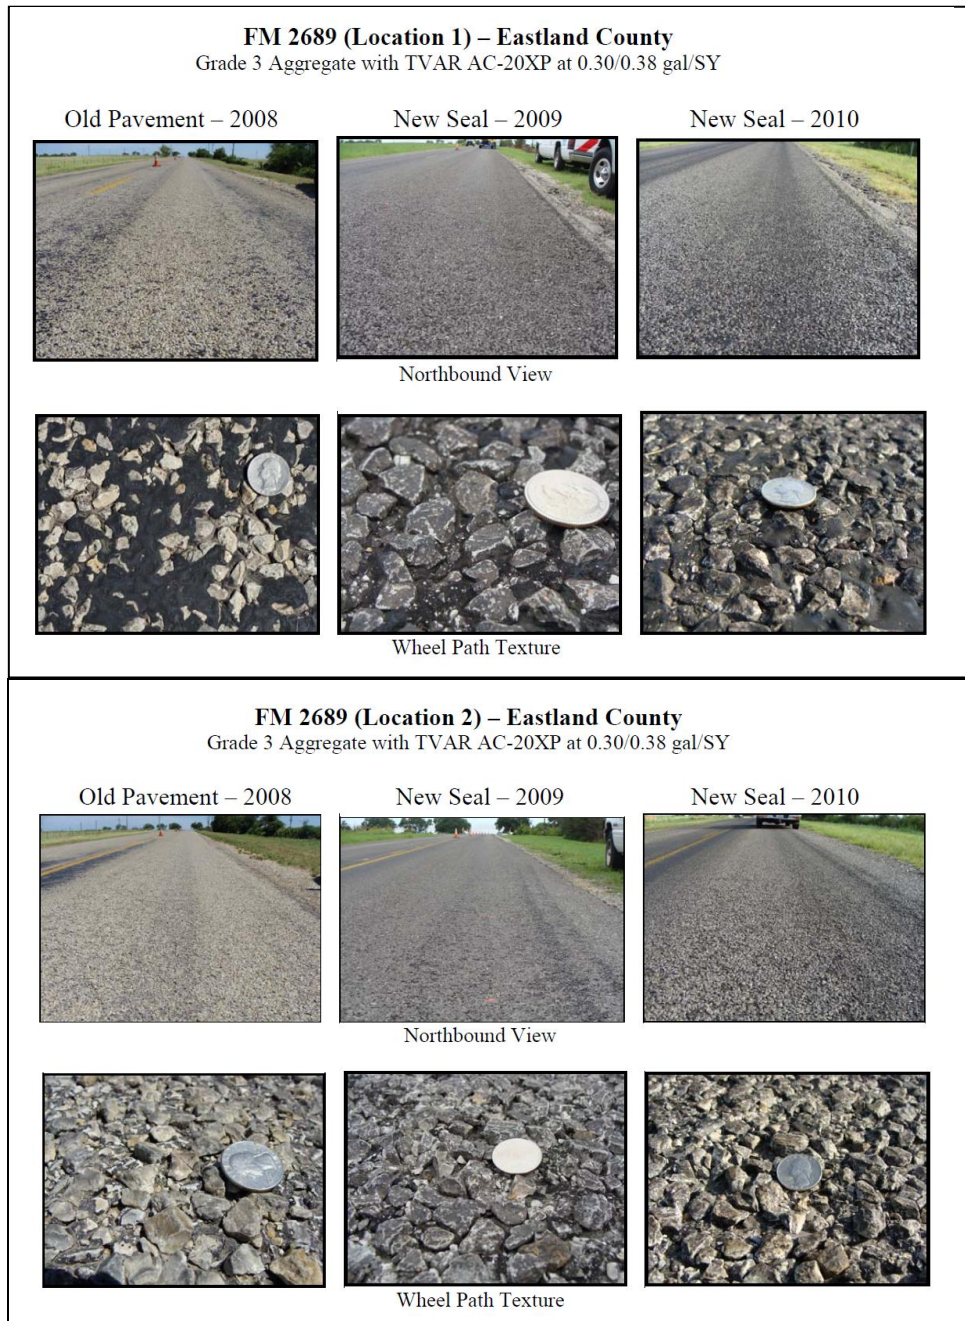 FM 2689 (Location 1) – Eastland County
Grade 3 Aggregate with TVAR AC-20XP at 0.30/0.38 gal/SY
Old Pavement – 2008
New Seal – 2009
New Seal – 2010
Northbound View
Wheel Path Texture
FM 2689 (Location 2) – Eastland County
Grade 3 Aggregate with TVAR AC-20XP at 0.30/0.38 gal/SY
Old Pavement – 2008
New Seal – 2009
New Seal – 2010
Northbound View
Wheel Path Texture